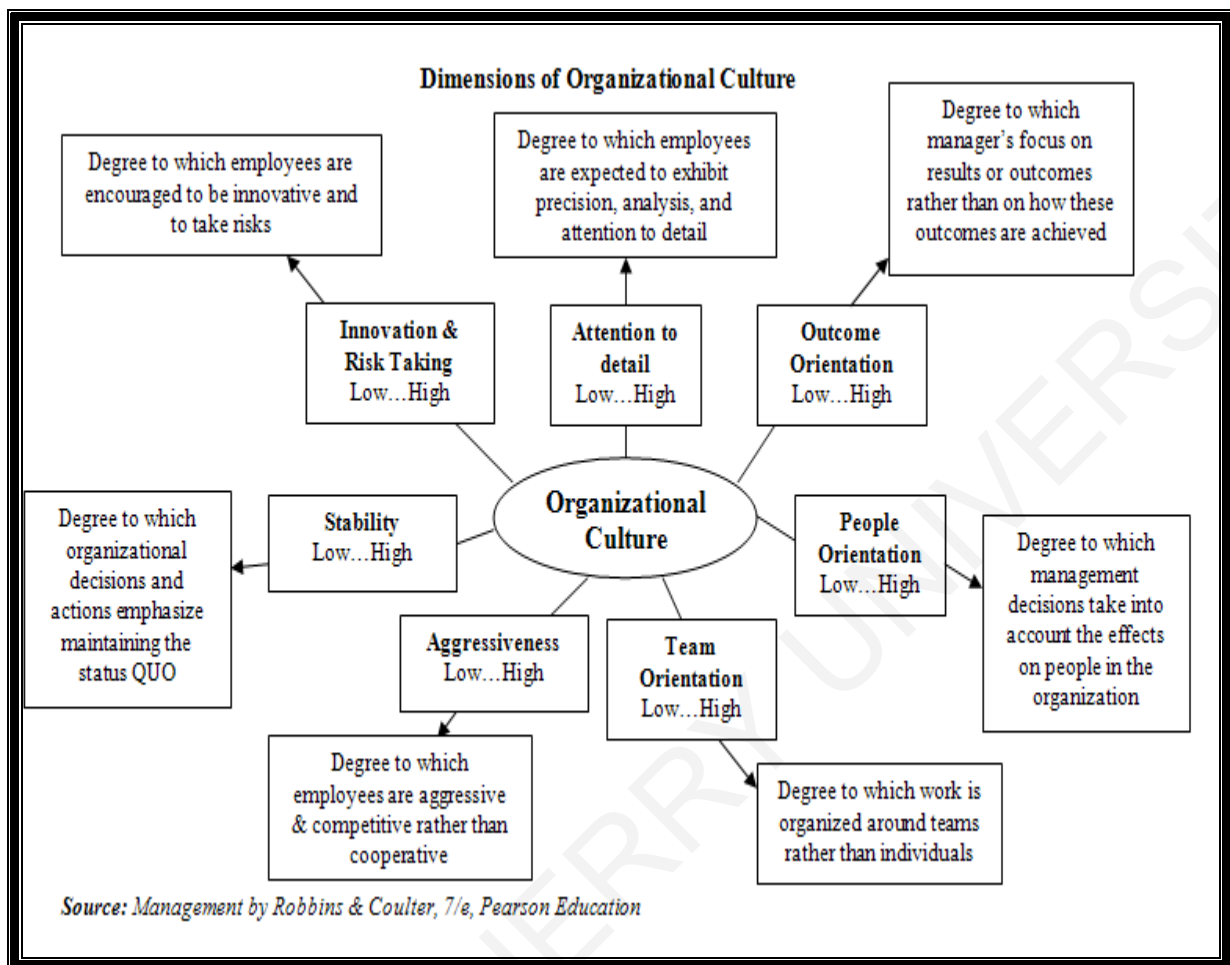 Dimensions of Organizational Culture
Degree to which employees are
encouraged to be innovative and
to take risks
Degree to which employees
are expected to exhibit
precision, analysis, and
attention to detail
Degree to which
manager's focus on
results or outcomes
rather than on how these
outcomes are achieved
Innovation &
Risk Taking
Low...High
Attention to
detail
Low...High
Outcome
Orientation
Low...High
Organizational
Culture
Degree to which
organizational
decisions and
actions emphasize
maintaining the
status QUO
Stability
Low...High
People
Orientation
Low...High
Degree to which
management
decisions take into
account the effects
on people in the
organization
Aggressiveness
Low...High
Team
Orientation
Low...High
Degree to which
employees are aggressive
& competitive rather than
cooperative
Degree to which work is
organized around teams
rather than individuals
Source: Management by Robbins & Coulter, 7/e, Pearson Education